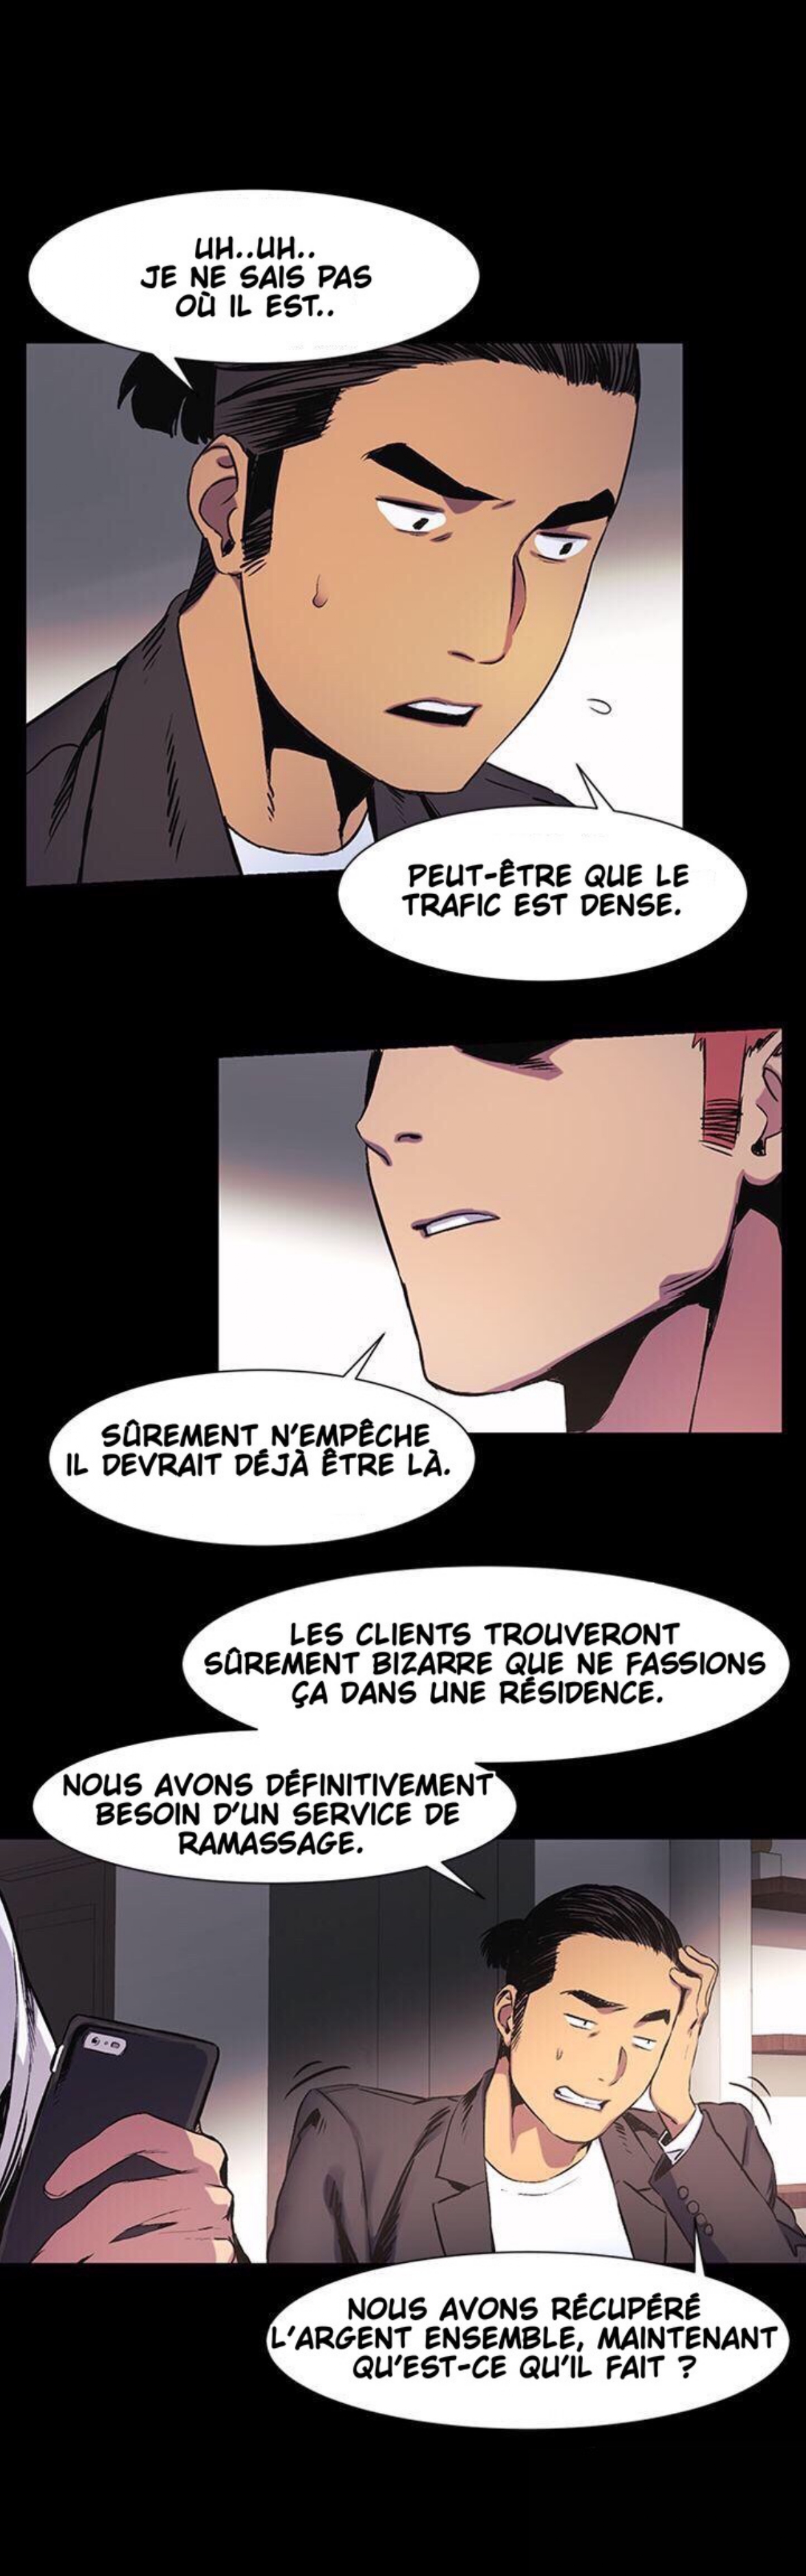 UH..UH..
JE NE SAIS PAS
OÙ IL EST..
PEUT-ÊTRE QUE LE
TRAFIC EST DENSE.
SÛREMENT N'EMPÊCHE
IL DEVRAIT DÉJÀ ÊTRE LÀ.
LES CLIENTS TROUVERONT
SÛREMENT BIZARRE QUE NE FASSIONS
ÇA DANS UNE RÉSIDENCE.
NOUS AVONS DÉFINITIVEMENT
BESOIN D'UN SERVICE DE
RAMASSAGE.
NOUS AVONS RÉCUPÉRÉ
L'ARGENT ENSEMBLE, MAINTENANT
QU'EST-CE QU'IL FAIT ?